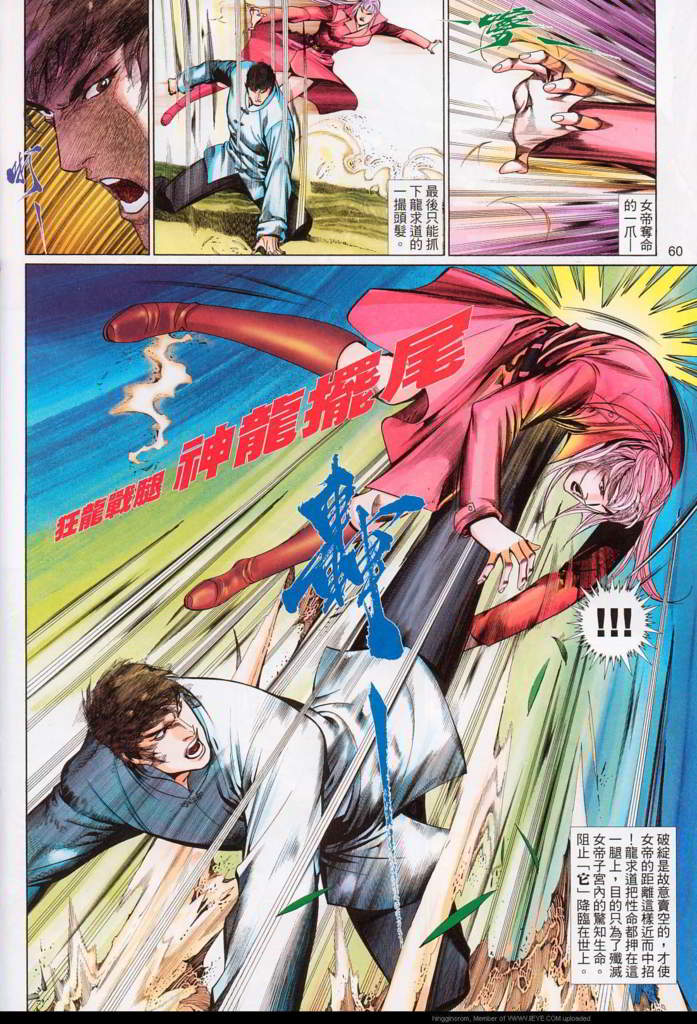 嚓
女帝奪命
的一爪—
60
最後只能抓
下龍求道的
一撮頭髮。
狂龍戰腿 神龍擺尾
轟
!!!
破綻是故意賣空的，才使
女帝的距離這樣近而中招
！龍求道把性命都押在這
一腿上，目的只為了殲滅
女帝子宮內的驚知生命。
阻止「它」降臨在世上。
hingginorom, Member of WWW.IIEVE.COM uploaded